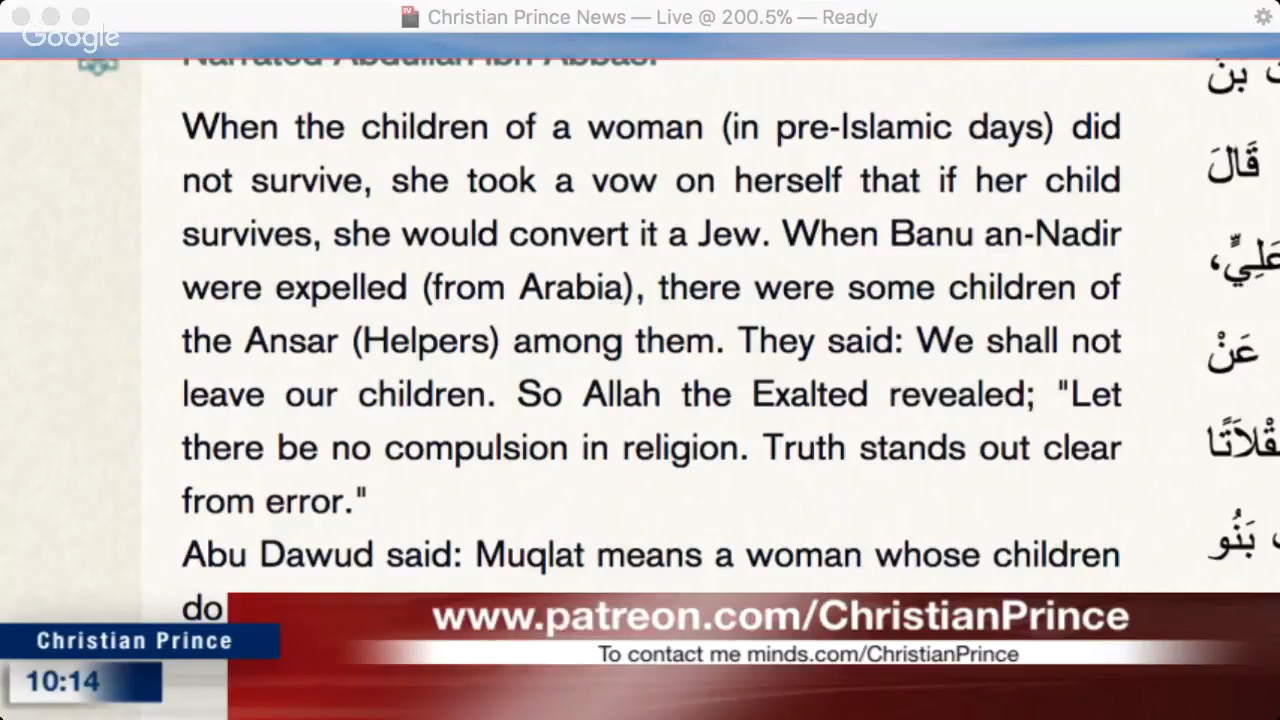 Christian Prince News — Live @ 200.5% — Ready
Google
Narrated Abdullah ibn Abbas:
When the children of a woman (in pre-Islamic days) did
not survive, she took a vow on herself that if her child
survives, she would convert it a Jew. When Banu an-Nadir
were expelled (from Arabia), there were some children of
the Ansar (Helpers) among them. They said: We shall not
leave our children. So Allah the Exalted revealed; "Let
there be no compulsion in religion. Truth stands out clear
from error."
Abu Dawud said: Muqlat means a woman whose children
do
بْن
قَالَ
عَلِيٍّ،
عَنْ
بَنُو
www.patreon.com/ChristianPrince
To contact me minds.com/ChristianPrince
Christian Prince
10:14